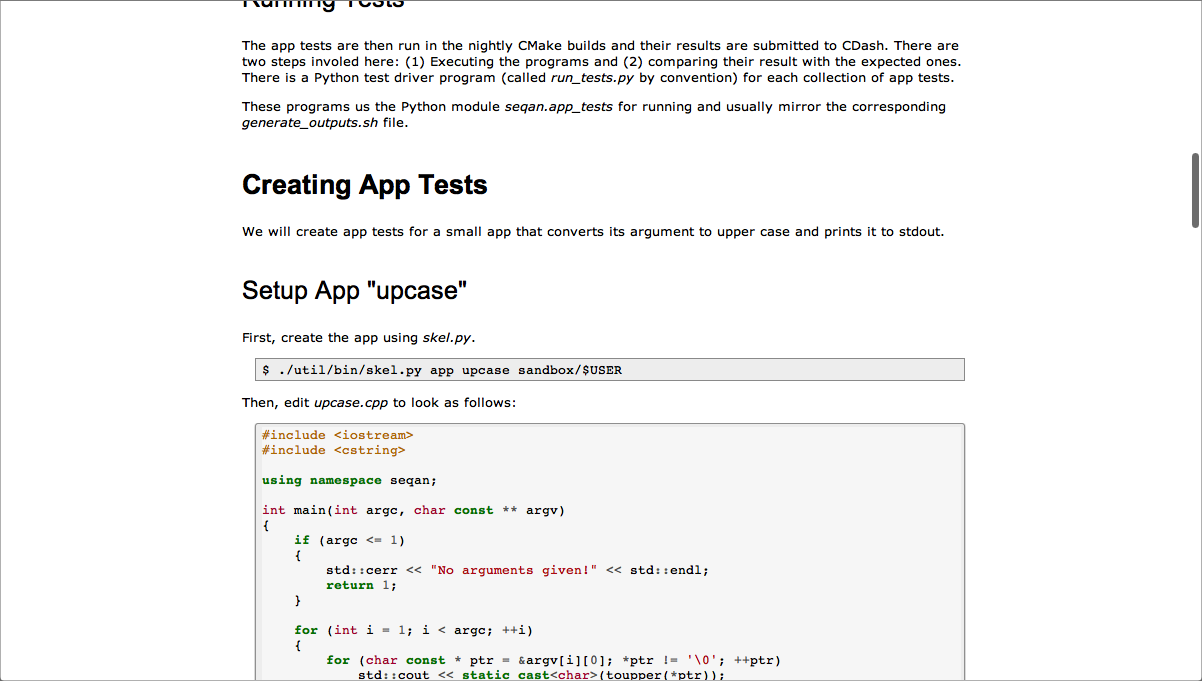 Running Tests
The app tests are then run in the nightly CMake builds and their results are submitted to CDash. There are
two steps involed here: (1) Executing the programs and (2) comparing their result with the expected ones.
There is a Python test driver program (called run_tests.py by convention) for each collection of app tests.
These programs us the Python module seqan.app_tests for running and usually mirror the corresponding
generate_outputs.sh file.
Creating App Tests
We will create app tests for a small app that converts its argument to upper case and prints it to stdout.
Setup App "upcase"
First, create the app using skel.py.
$ ./util/bin/skel.py app upcase sandbox/$USER
Then, edit upcase.cpp to look as follows:
#include <iostream>
#include <cstring>
using namespace seqan;
int main(int argc, char const ** argv)
{
    if (argc <= 1)
    {
        std::cerr << "No arguments given!" << std::endl;
        return 1;
    }
    for (int i = 1; i < argc; ++i)
    {
        for (char const * ptr = &argv[i][0]; *ptr != '\0'; ++ptr)
            std::cout << static_cast<char>(toupper(*ptr));